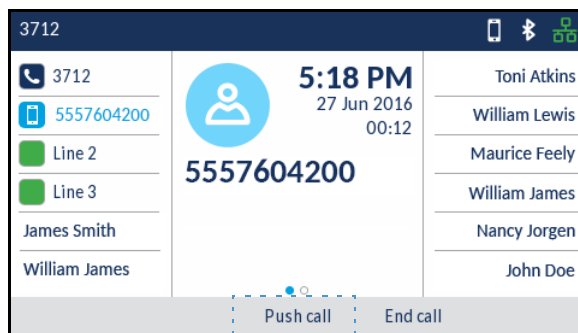 3712
3712
5557604200
Line 2
Line 3
James Smith
William James
5:18 PM
27 Jun 2016
00:12
5557604200
Toni Atkins
William Lewis
Maurice Feely
William James
Nancy Jorgen
John Doe
Push call
End call